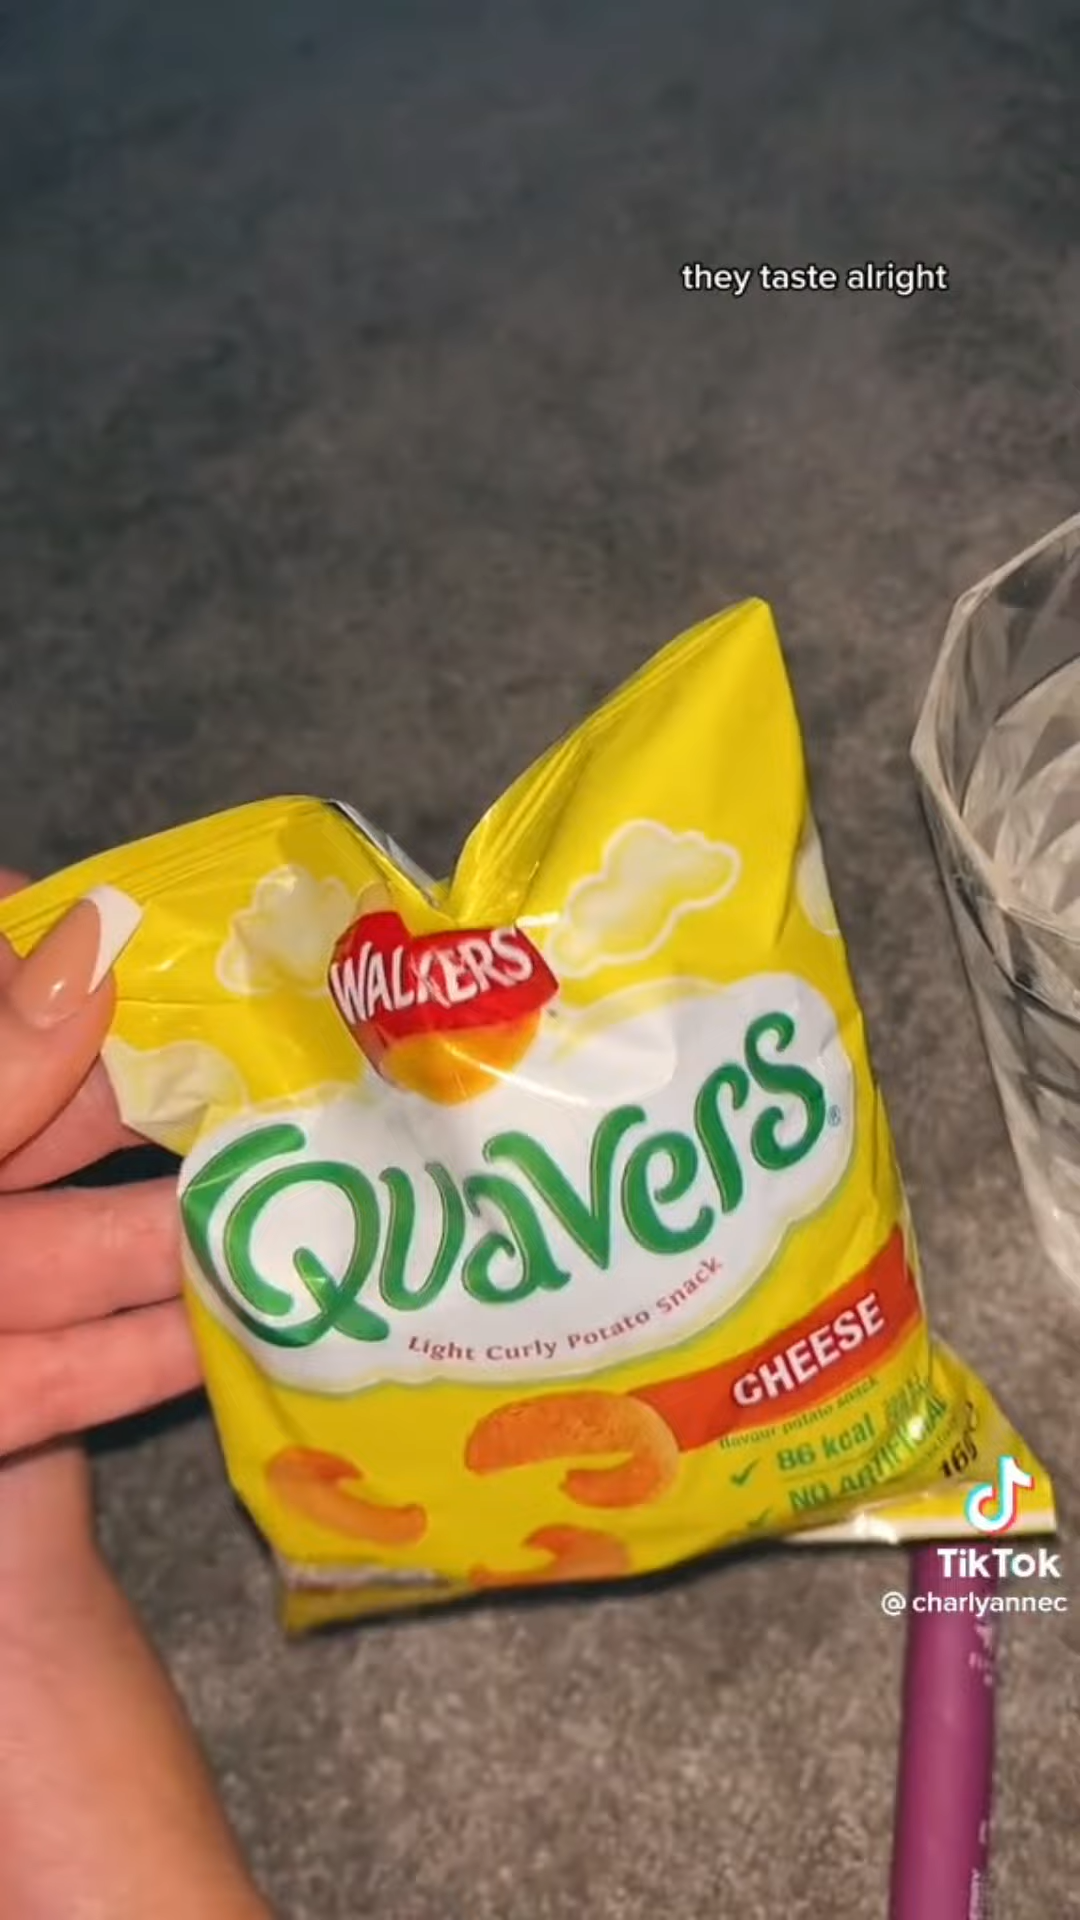 they taste alright
WALKERS
QUAVERS®
Light Curly Potato Snack
CHEESE
flavour potato snack
86 kcal
NO ARTIFICIAL
16g
TikTok
@charlyannec